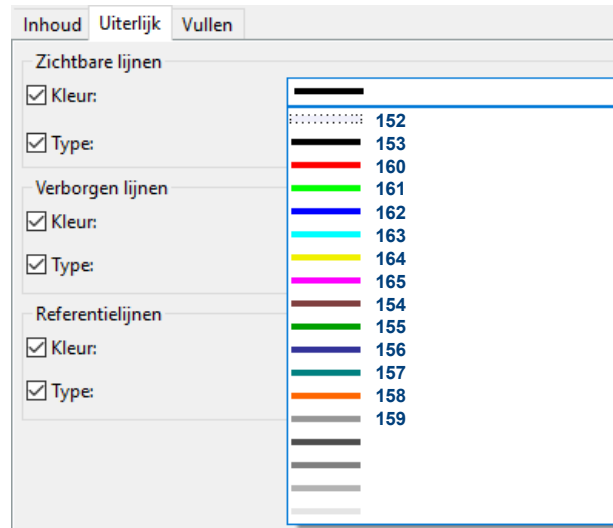 Inhoud Uiterlijk Vullen
Zichtbare lijnen
Kleur:
Type:
Verborgen lijnen
Kleur:
Type:
Referentielijnen
Kleur:
Type:
152
153
160
161
162
163
164
165
154
155
156
157
158
159